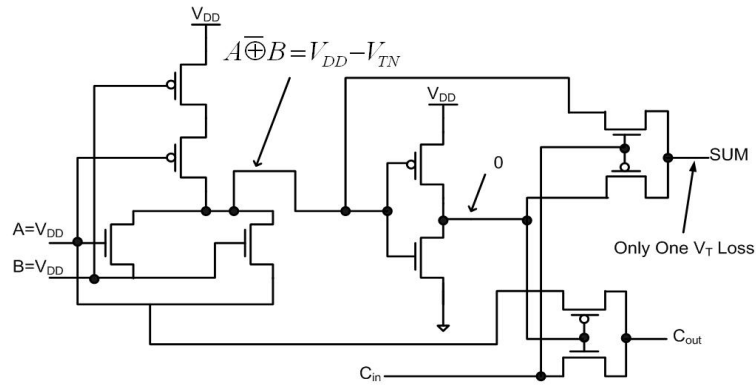 V_DD
A⊕̅B=V_DD−V_TN
V_DD
0
SUM
A=V_DD
B=V_DD
Only One V_T Loss
C_out
C_in